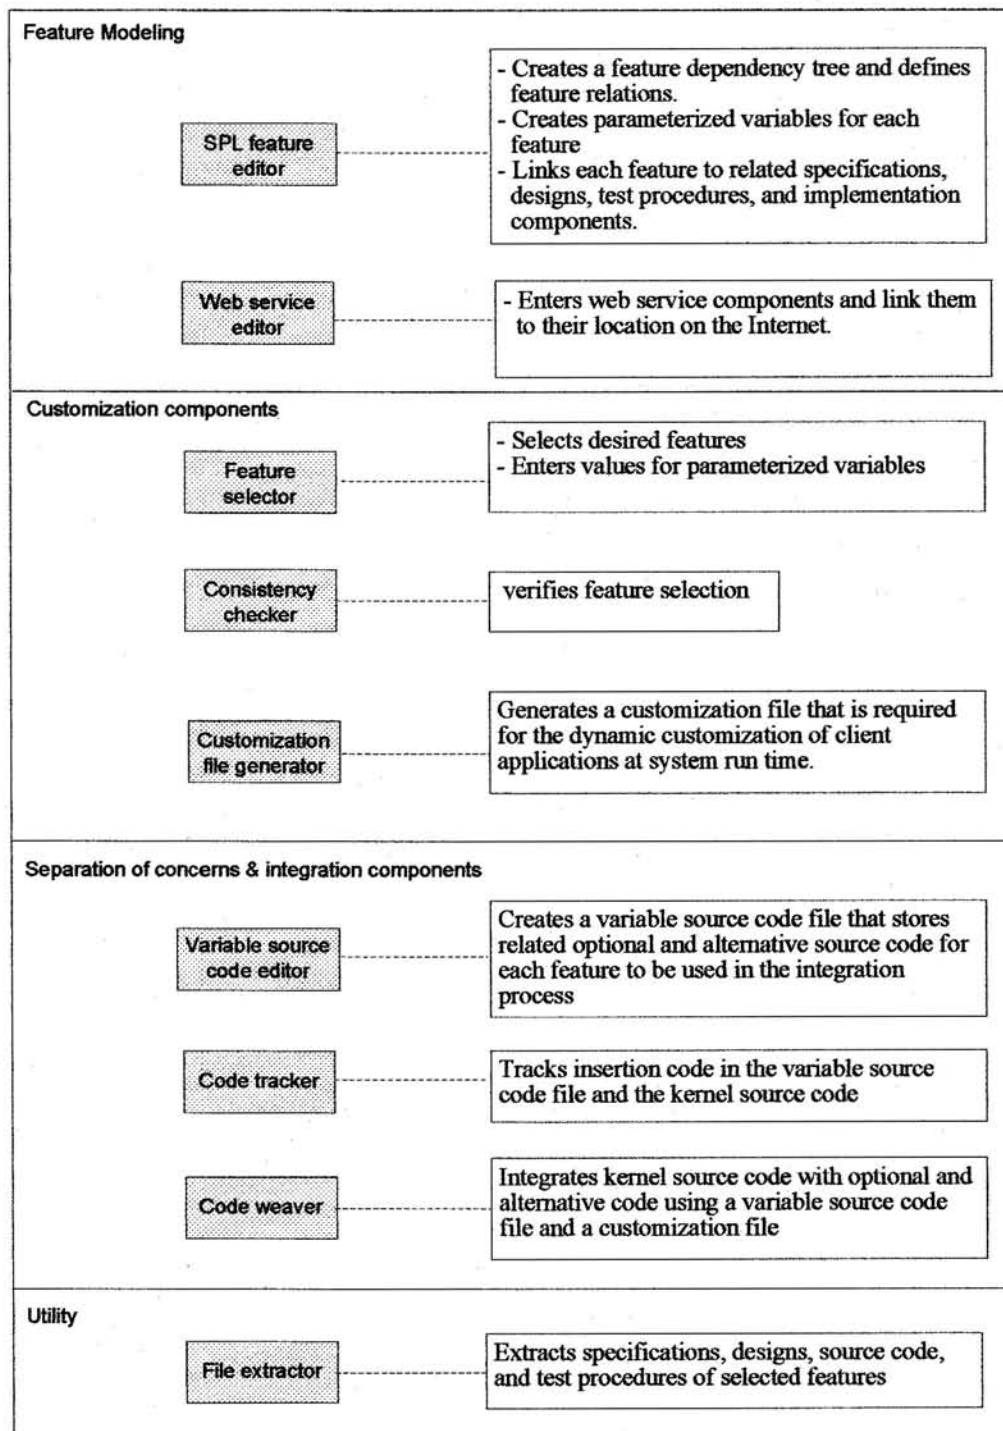 Feature Modeling
SPL feature
editor
- Creates a feature dependency tree and defines
feature relations.
- Creates parameterized variables for each
feature
- Links each feature to related specifications,
designs, test procedures, and implementation
components.
Web service
editor
- Enters web service components and link them
to their location on the Internet.
Customization components
Feature
selector
- Selects desired features
- Enters values for parameterized variables
Consistency
checker
verifies feature selection
Customization
file generator
Generates a customization file that is required
for the dynamic customization of client
applications at system run time.
Separation of concerns & integration components
Variable source
code editor
Creates a variable source code file that stores
related optional and alternative source code for
each feature to be used in the integration
process
Code tracker
Tracks insertion code in the variable source
code file and the kernel source code
Code weaver
Integrates kernel source code with optional and
alternative code using a variable source code
file and a customization file
Utility
File extractor
Extracts specifications, designs, source code,
and test procedures of selected features